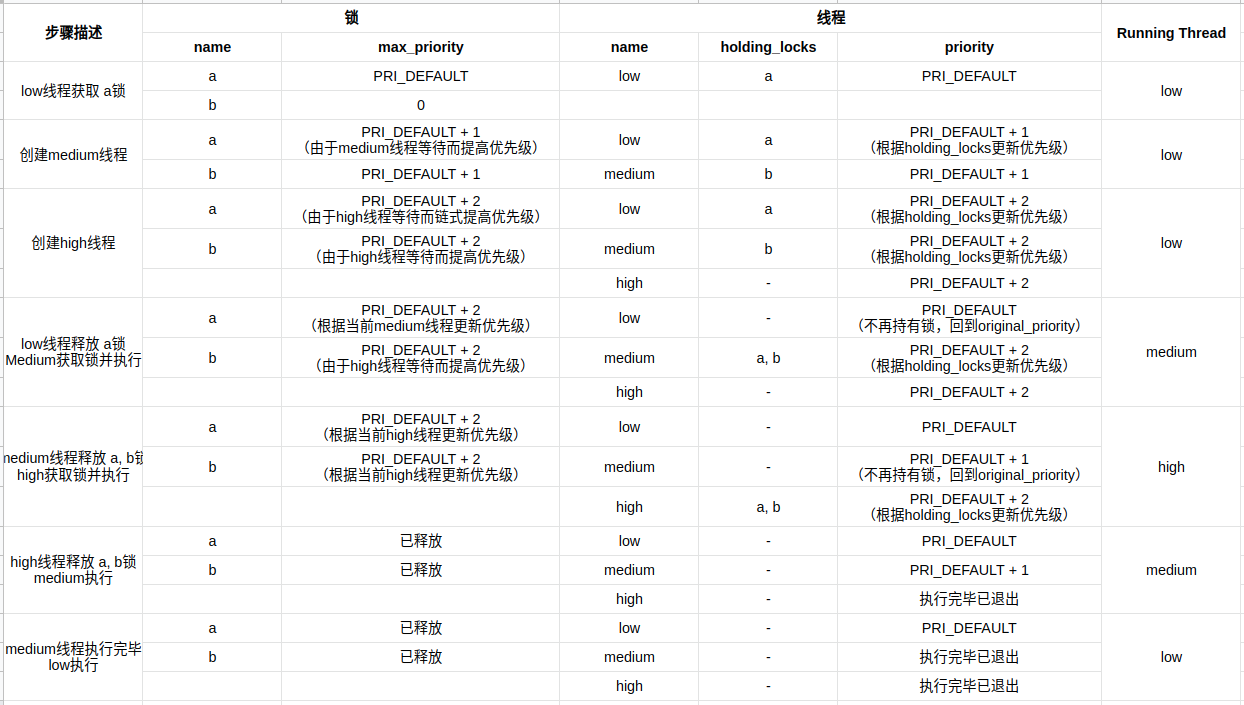 步骤描述
锁
线程
Running Thread
name
max_priority
name
holding_locks
priority
low线程获取 a锁
a
PRI_DEFAULT
low
a
PRI_DEFAULT
low
b
0
创建medium线程
a
PRI_DEFAULT + 1
（由于medium线程等待而提高优先级）
low
a
PRI_DEFAULT + 1
（根据holding_locks更新优先级）
low
b
PRI_DEFAULT + 1
medium
b
PRI_DEFAULT + 1
创建high线程
a
PRI_DEFAULT + 2
（由于high线程等待而链式提高优先级）
low
a
PRI_DEFAULT + 2
（根据holding_locks更新优先级）
low
b
PRI_DEFAULT + 2
（由于high线程等待而提高优先级）
medium
b
PRI_DEFAULT + 2
（根据holding_locks更新优先级）
high
-
PRI_DEFAULT + 2
low线程释放 a锁
Medium获取锁并执行
a
PRI_DEFAULT + 2
（根据当前medium线程更新优先级）
low
-
PRI_DEFAULT
（不再持有锁，回到original_priority）
medium
b
PRI_DEFAULT + 2
（由于high线程等待而提高优先级）
medium
a, b
PRI_DEFAULT + 2
（根据holding_locks更新优先级）
high
-
PRI_DEFAULT + 2
medium线程释放 a, b锁
high获取锁并执行
a
PRI_DEFAULT + 2
（根据当前high线程更新优先级）
low
-
PRI_DEFAULT
high
b
PRI_DEFAULT + 2
（根据当前high线程更新优先级）
medium
-
PRI_DEFAULT + 1
（不再持有锁，回到original_priority）
high
a, b
PRI_DEFAULT + 2
（根据holding_locks更新优先级）
high线程释放 a, b锁
medium执行
a
已释放
low
-
PRI_DEFAULT
medium
b
已释放
medium
-
PRI_DEFAULT + 1
high
-
执行完毕已退出
medium线程执行完毕
low执行
a
已释放
low
-
PRI_DEFAULT
low
b
已释放
medium
-
执行完毕已退出
high
-
执行完毕已退出